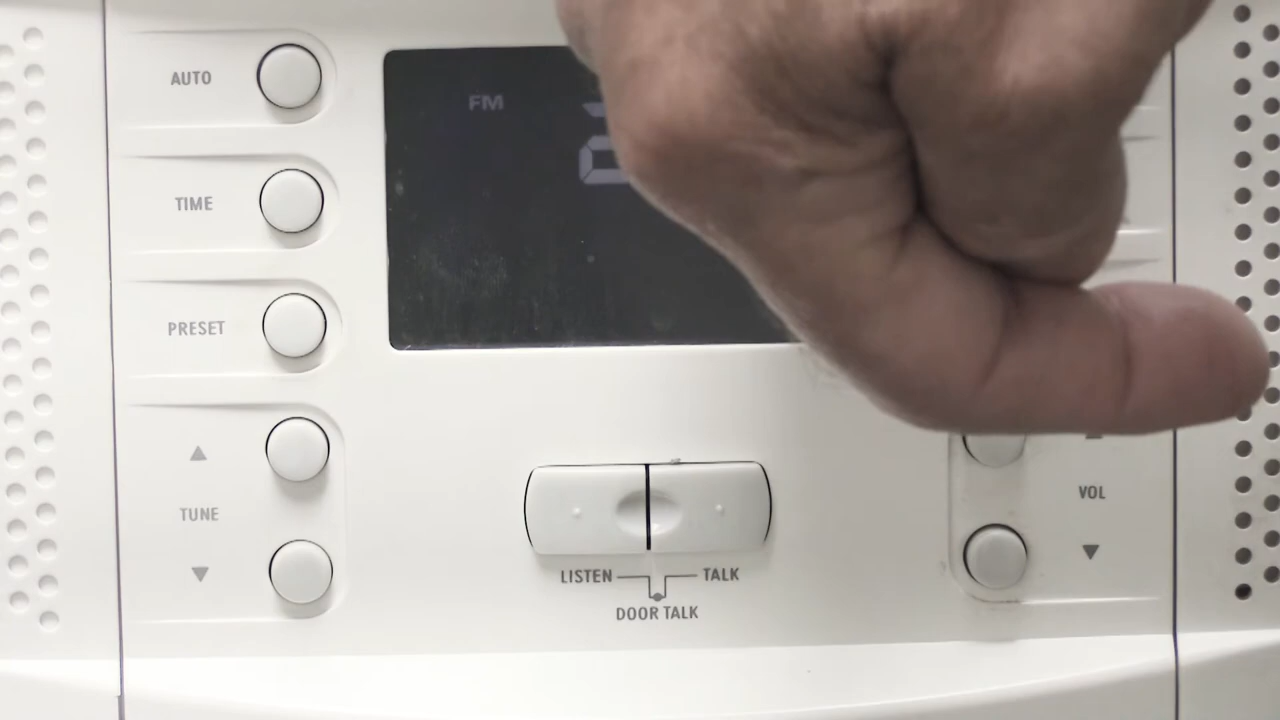 AUTO
FM
TIME
PRESET
▲
TUNE
▼
VOL
▼
LISTEN
TALK
DOOR TALK